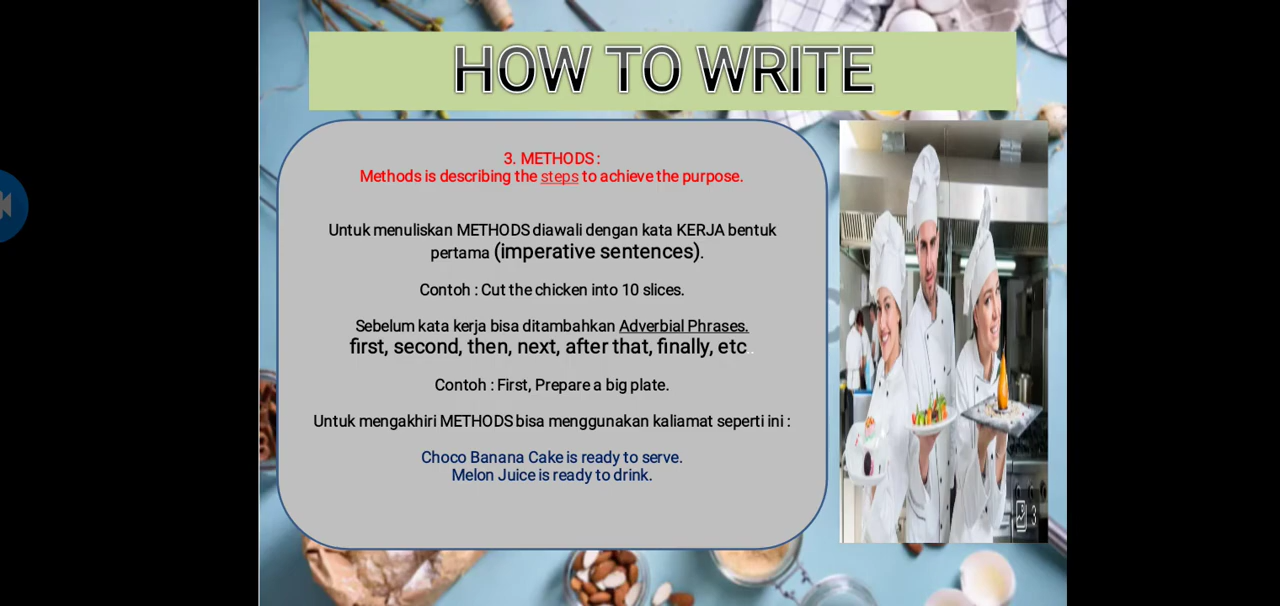 HOW TO WRITE
3. METHODS :
Methods is describing the steps to achieve the purpose.
Untuk menuliskan METHODS diawali dengan kata KERJA bentuk
pertama (imperative sentences).
Contoh : Cut the chicken into 10 slices.
Sebelum kata kerja bisa ditambahkan Adverbial Phrases.
first, second, then, next, after that, finally, etc..
Contoh : First, Prepare a big plate.
Untuk mengakhiri METHODS bisa menggunakan kaliamat seperti ini :
Choco Banana Cake is ready to serve.
Melon Juice is ready to drink.
3